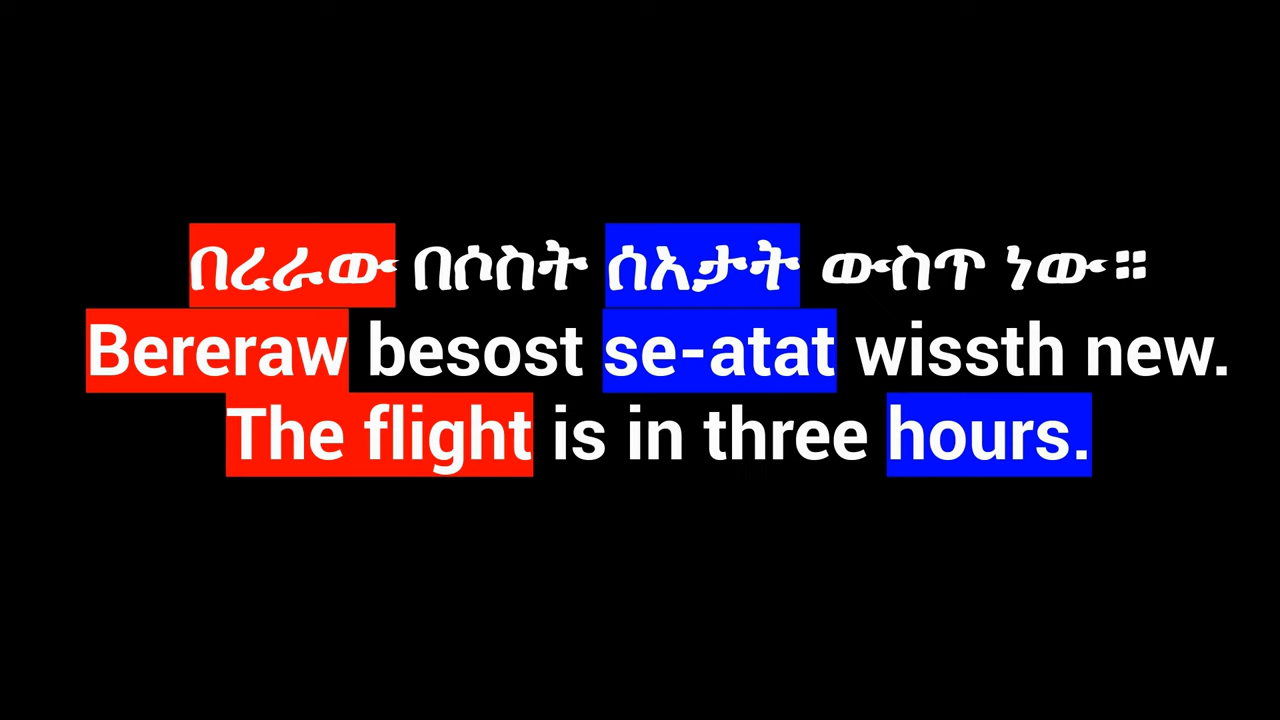 በረራው በሶስት ሰአታት ውስጥ ነው።
Bereraw besost se-atat wissth new.
The flight is in three hours.